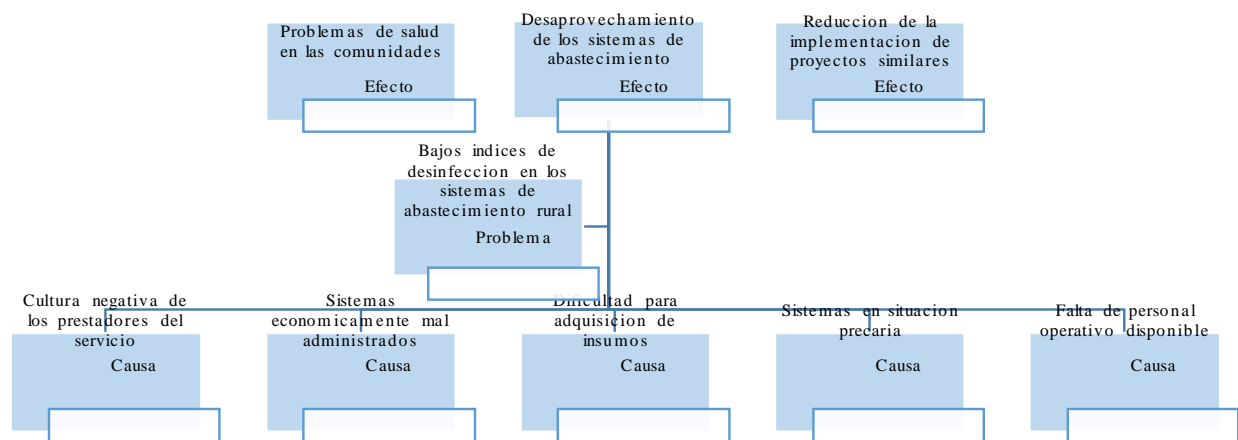 Problemas de salud
en las comunidades
Efecto
Desaprovechamiento
de los sistemas de
abastecimiento
Efecto
Reduccion de la
implementacion de
proyectos similares
Efecto
Bajos indices de
desinfeccion en los
sistemas de
abastecimiento rural
Problema
Cultura negativa de
los prestadores del
servicio
Causa
Sistemas
economicamente mal
administrados
Causa
Dificultad para
adquisicion de
insumos
Causa
Sistemas en situacion
precaria
Causa
Falta de personal
operativo disponible
Causa